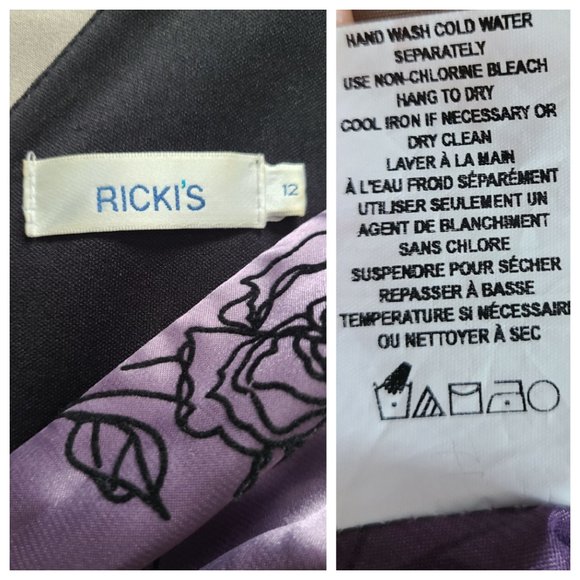 RICKI'S
12
HAND WASH COLD WATER
SEPARATELY
USE NON-CHLORINE BLEACH
HANG TO DRY
COOL IRON IF NECESSARY OR
DRY CLEAN
LAVER À LA MAIN
À L'EAU FROID SÉPARÉMENT
UTILISER SEULEMENT UN
AGENT DE BLANCHIMENT
SANS CHLORE
SUSPENDRE POUR SÉCHER
REPASSER À BASSE
TEMPERATURE SI NÉCESSAIRE
OU NETTOYER À SEC